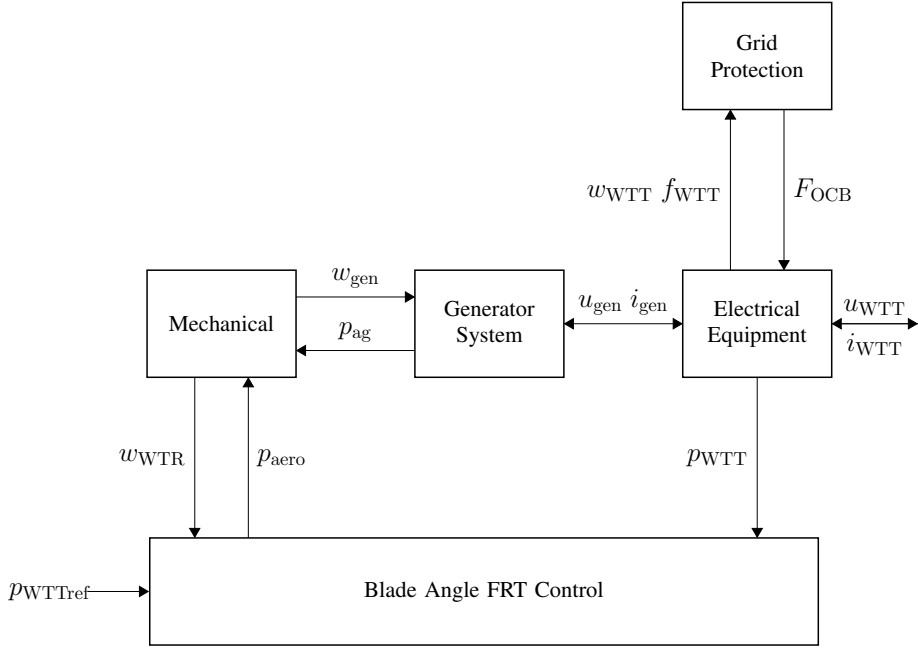 Grid
Protection
w_WTT f_WTT
F_OCB
w_gen
Mechanical
p_ag
Generator
System
u_gen i_gen
Electrical
Equipment
u_WTT
i_WTT
w_WTR
p_aero
p_WTT
p_WTTref
Blade Angle FRT Control